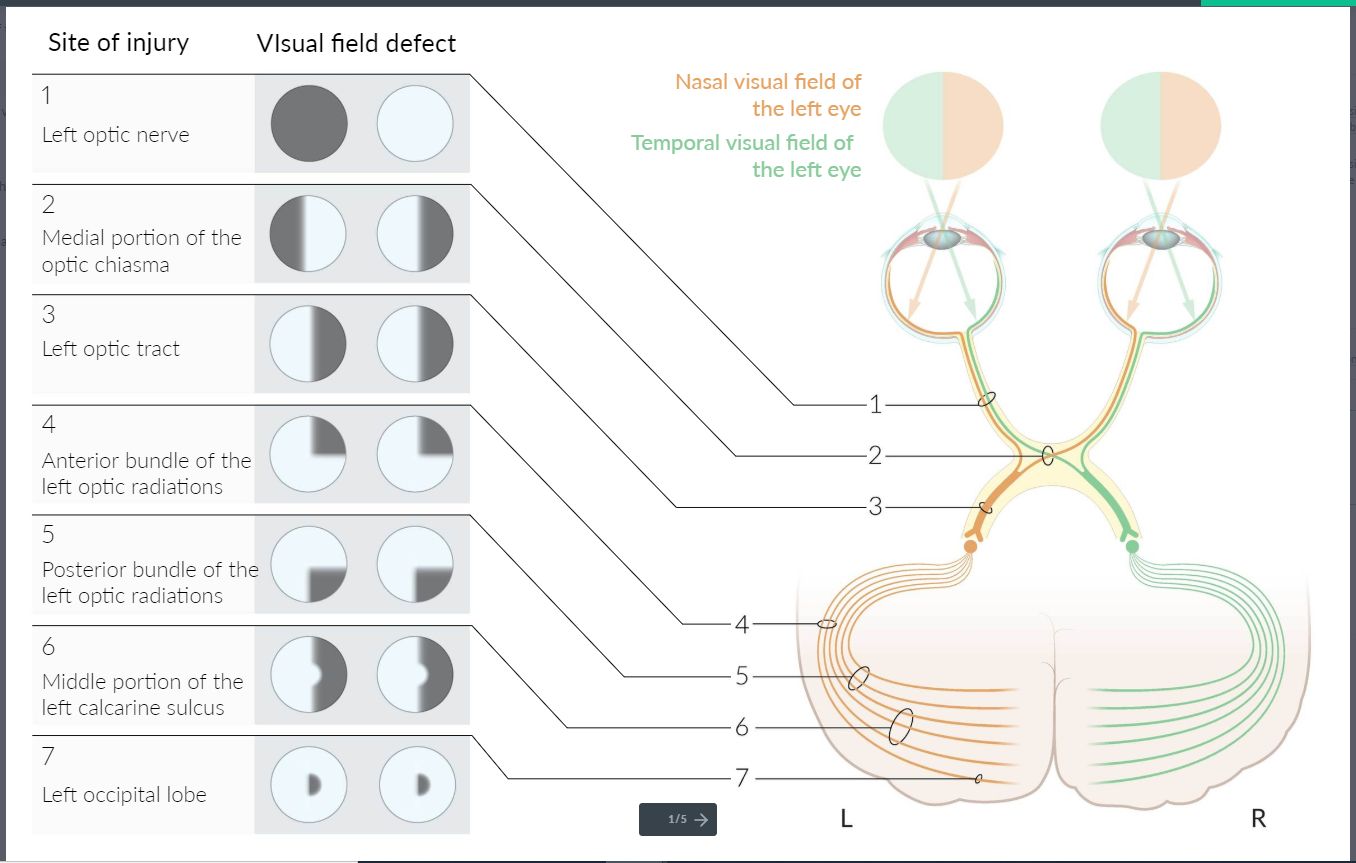 Site of injury
VIsual field defect
1
Left optic nerve
2
Medial portion of the
optic chiasma
3
Left optic tract
4
Anterior bundle of the
left optic radiations
5
Posterior bundle of the
left optic radiations
6
Middle portion of the
left calcarine sulcus
7
Left occipital lobe
Nasal visual field of
the left eye
Temporal visual field of
the left eye
1
2
3
4
5
6
7
1/5
L
R